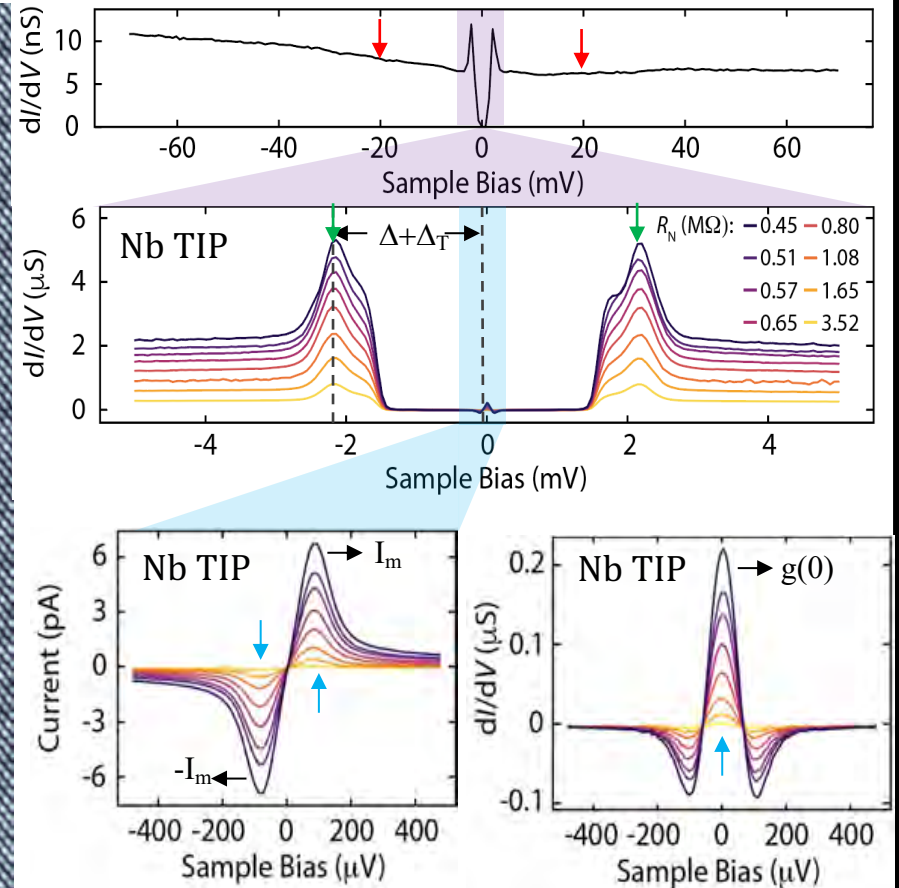 dI/dV (nS)
10
5
0
-60 -40 -20 0 20 40 60
Sample Bias (mV)
dI/dV (μS)
6
4
2
0
Nb TIP
Δ+Δ_T
R_N (MΩ): 0.45 0.80
0.51 1.08
0.57 1.65
0.65 3.52
-4 -2 0 2 4
Sample Bias (mV)
Current (pA)
6
3
0
-3
-6
Nb TIP
I_m
-I_m
-400 -200 0 200 400
Sample Bias (μV)
dI/dV (μS)
0.2
0.1
0
-0.1
Nb TIP
g(0)
-400 -200 0 200 400
Sample Bias (μV)